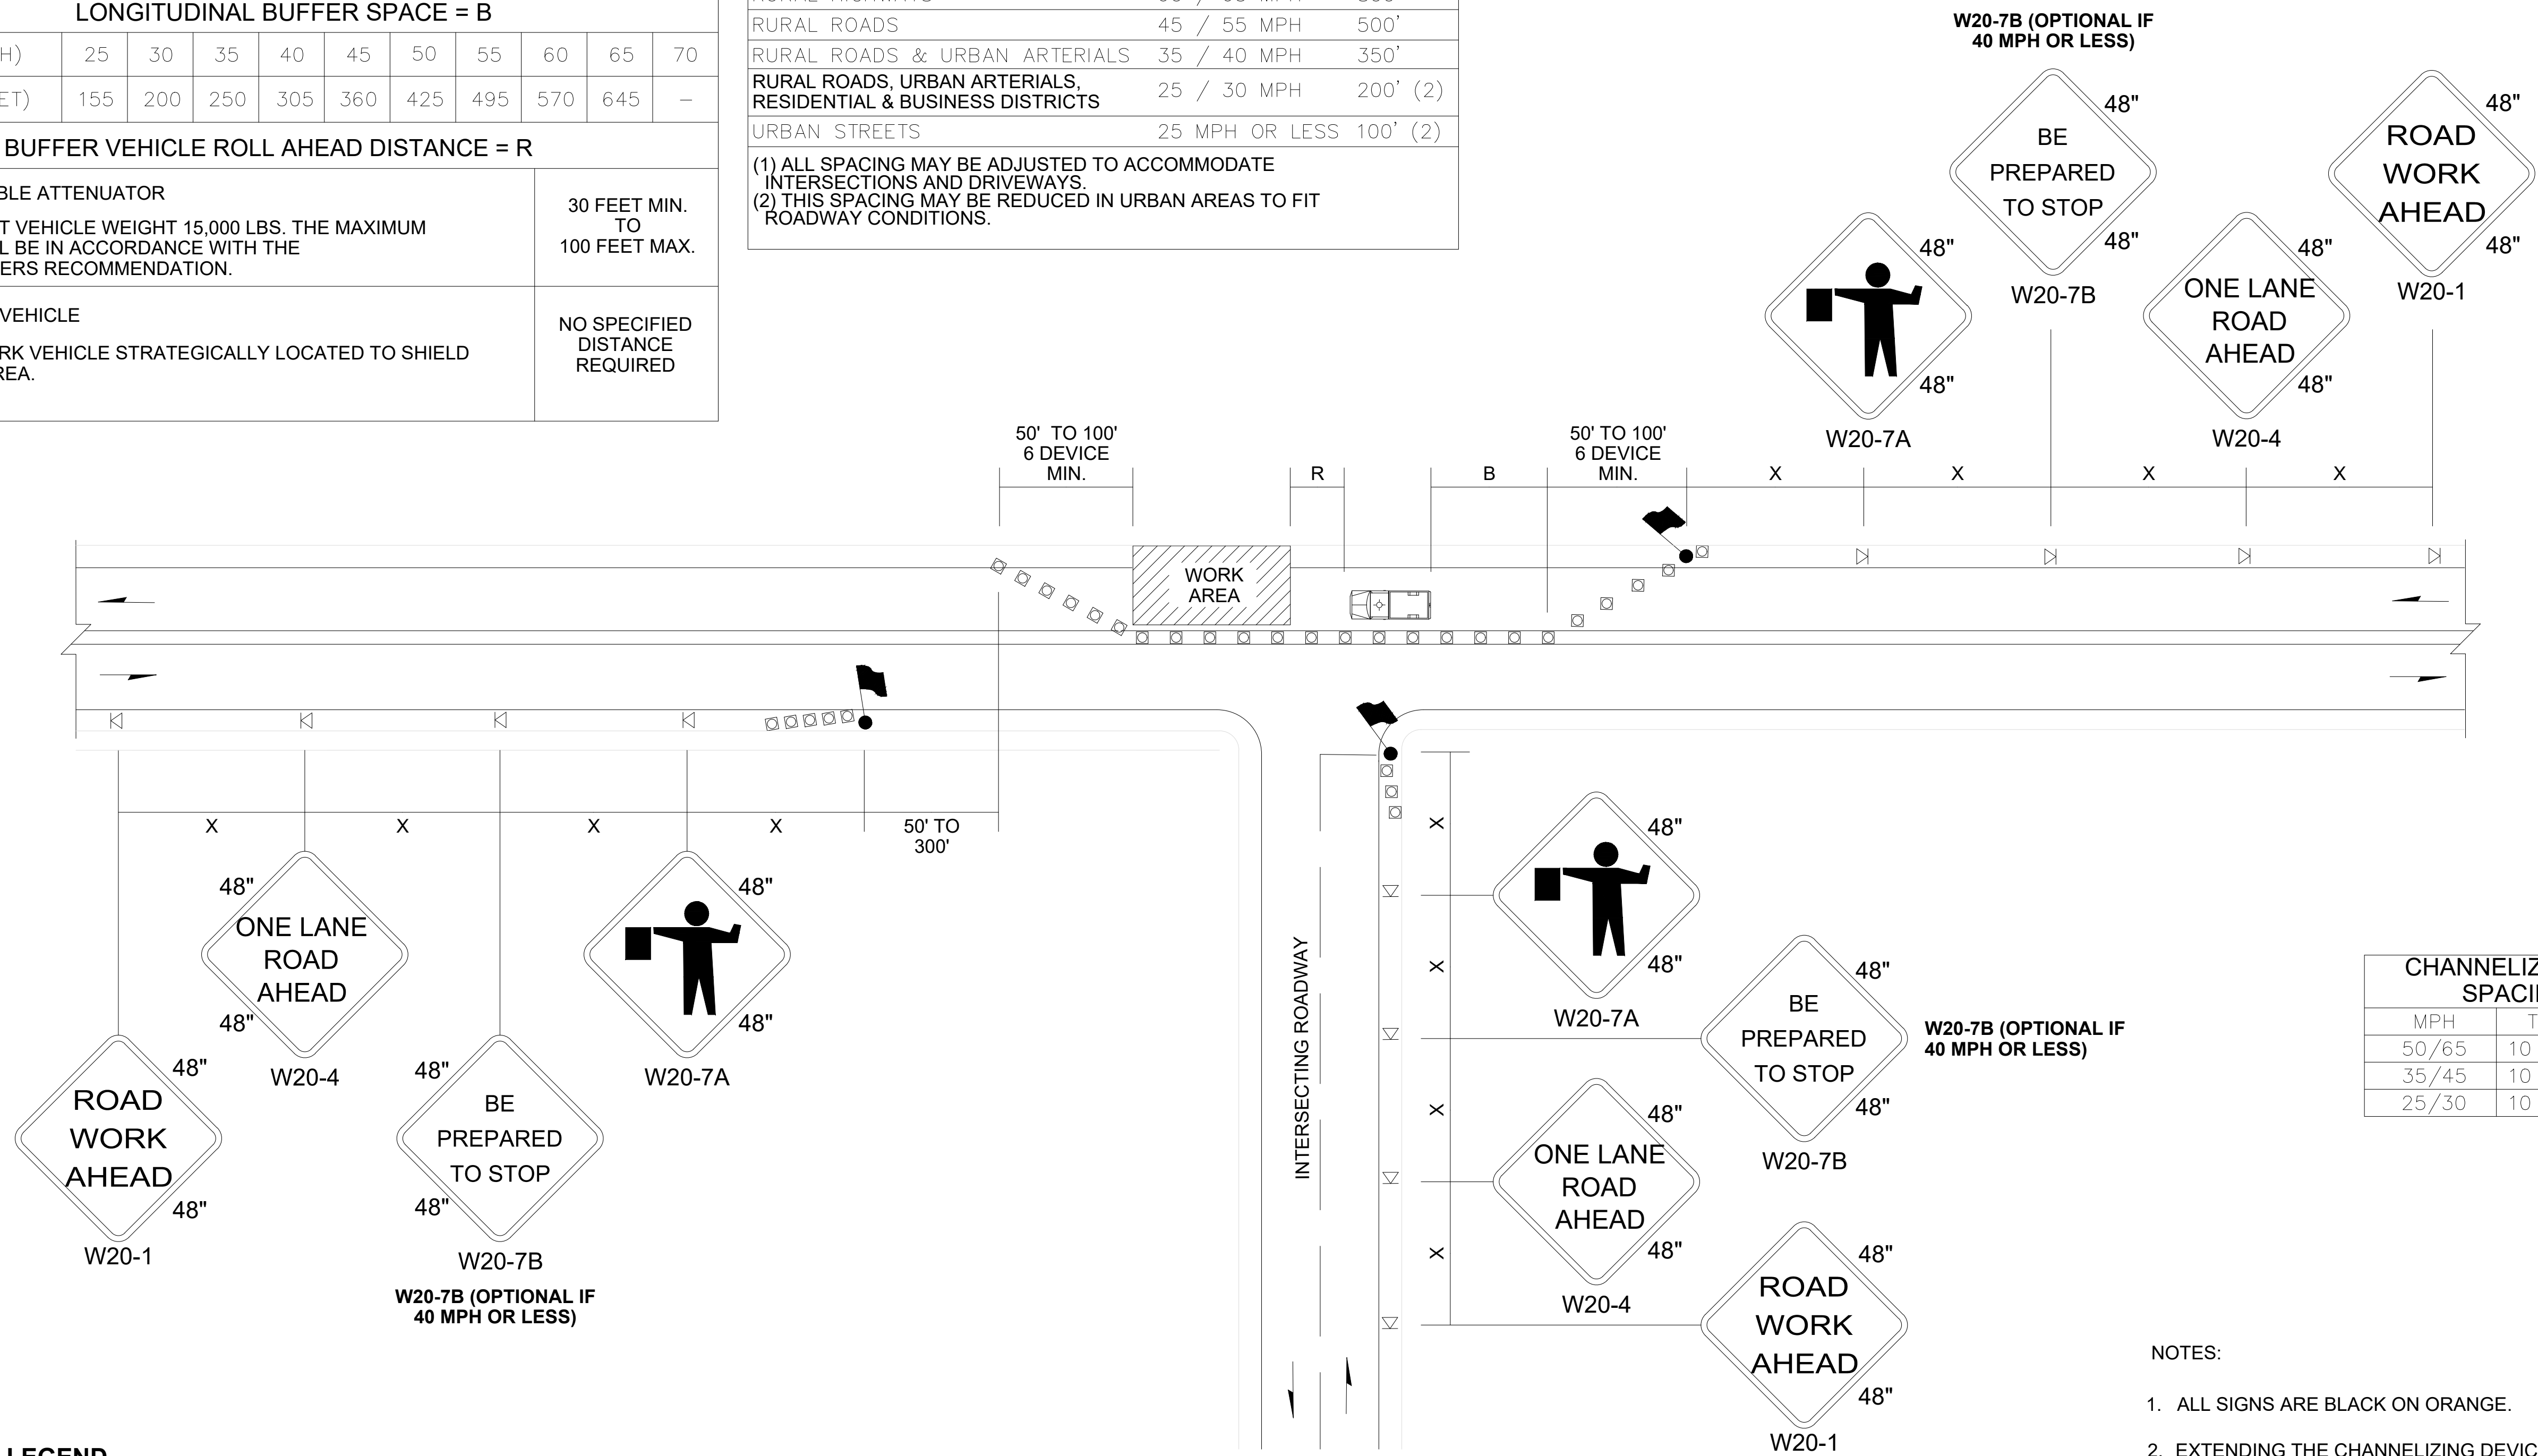 LONGITUDINAL BUFFER SPACE = B
H) 25 30 35 40 45 50 55 60 65 70
ET) 155 200 250 305 360 425 495 570 645 –
BUFFER VEHICLE ROLL AHEAD DISTANCE = R
BLE ATTENUATOR
T VEHICLE WEIGHT 15,000 LBS. THE MAXIMUM
L BE IN ACCORDANCE WITH THE
ERS RECOMMENDATION.
30 FEET MIN.
TO
100 FEET MAX.
VEHICLE
RK VEHICLE STRATEGICALLY LOCATED TO SHIELD
REA.
NO SPECIFIED
DISTANCE
REQUIRED
RURAL ROADS 45 / 55 MPH 500'
RURAL ROADS & URBAN ARTERIALS 35 / 40 MPH 350'
RURAL ROADS, URBAN ARTERIALS,
RESIDENTIAL & BUSINESS DISTRICTS 25 / 30 MPH 200' (2)
URBAN STREETS 25 MPH OR LESS 100' (2)
(1) ALL SPACING MAY BE ADJUSTED TO ACCOMMODATE
INTERSECTIONS AND DRIVEWAYS.
(2) THIS SPACING MAY BE REDUCED IN URBAN AREAS TO FIT
ROADWAY CONDITIONS.
W20-7B (OPTIONAL IF
40 MPH OR LESS)
48"
48"
W20-7A
BE
PREPARED
TO STOP
48"
48"
W20-7B
ONE LANE
ROAD
AHEAD
48"
48"
W20-4
ROAD
WORK
AHEAD
48"
48"
W20-1
50' TO 100'
6 DEVICE
MIN.
R
B
50' TO 100'
6 DEVICE
MIN.
X
X
X
X
WORK
AREA
X
X
X
X
50' TO
300'
ROAD
WORK
AHEAD
48"
48"
W20-1
ONE LANE
ROAD
AHEAD
48"
48"
W20-4
BE
PREPARED
TO STOP
48"
48"
W20-7B
W20-7B (OPTIONAL IF
40 MPH OR LESS)
48"
48"
W20-7A
INTERSECTING ROADWAY
X
X
X
X
48"
48"
W20-7A
BE
PREPARED
TO STOP
48"
48"
W20-7B
W20-7B (OPTIONAL IF
40 MPH OR LESS)
ONE LANE
ROAD
AHEAD
48"
48"
W20-4
ROAD
WORK
AHEAD
48"
48"
W20-1
CHANNELIZ
SPACI
MPH T
50/65 10
35/45 10
25/30 10
NOTES:
1. ALL SIGNS ARE BLACK ON ORANGE.
2. EXTENDING THE CHANNELIZING DEVIC
LEGEND